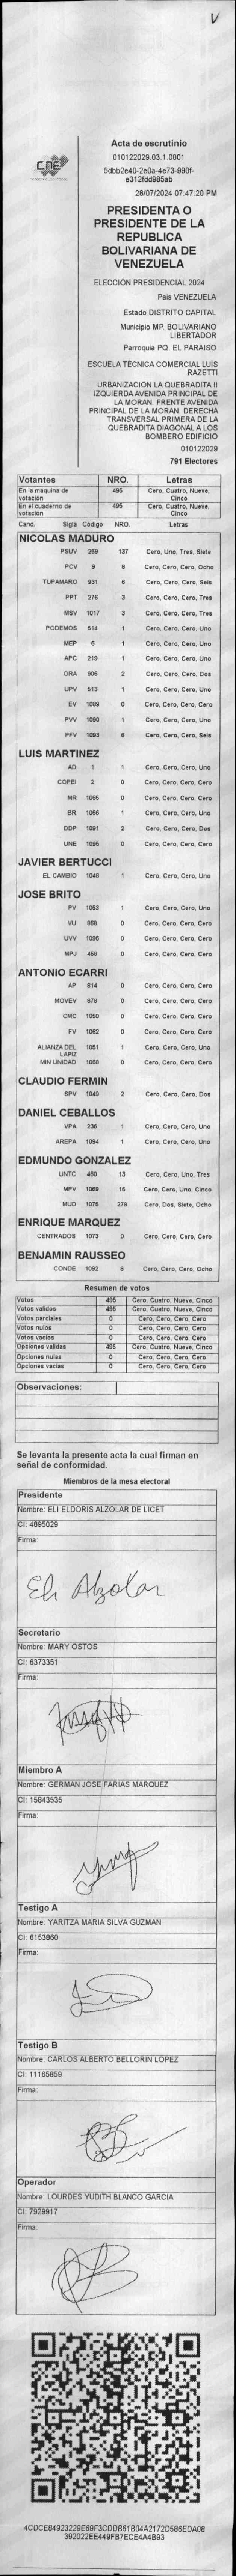 CNE
Acta de escrutinio
010122029.03.1.0001
5dbb2e40-2e0a-4e73-990f-
e312fdd985ab
28/07/2024 07:47:20 PM
PRESIDENTA O
PRESIDENTE DE LA
REPUBLICA
BOLIVARIANA DE
VENEZUELA
ELECCIÓN PRESIDENCIAL 2024
Pais VENEZUELA
Estado DISTRITO CAPITAL
Municipio MP. BOLIVARIANO
LIBERTADOR
Parroquia PQ. EL PARAISO
ESCUELA TECNICA COMERCIAL LUIS
RAZETTI
URBANIZACION LA QUEBRADITA II
IZQUIERDA AVENIDA PRINCIPAL DE
LA MORAN. FRENTE AVENIDA
PRINCIPAL DE LA MORAN. DERECHA
TRANSVERSAL PRIMERA DE LA
QUEBRADITA DIAGONAL A LOS
BOMBERO EDIFICIO
010122029
791 Electores
Votantes NRO. Letras
En la maquina de votación 495 Cero, Cuatro, Nueve, Cinco
En el cuaderno de votación 495 Cero, Cuatro, Nueve, Cinco
Cand. Sigla Código NRO. Letras
NICOLAS MADURO
PSUV 269 137 Cero, Uno, Tres, Siete
PCV 9 8 Cero, Cero, Cero, Ocho
TUPAMARO 931 6 Cero, Cero, Cero, Seis
PPT 276 3 Cero, Cero, Cero, Tres
MSV 1017 3 Cero, Cero, Cero, Tres
PODEMOS 514 1 Cero, Cero, Cero, Uno
MEP 6 1 Cero, Cero, Cero, Uno
APC 219 1 Cero, Cero, Cero, Uno
ORA 906 2 Cero, Cero, Cero, Dos
UPV 513 1 Cero, Cero, Cero, Uno
EV 1089 0 Cero, Cero, Cero, Cero
PVV 1090 1 Cero, Cero, Cero, Uno
PFV 1093 6 Cero, Cero, Cero, Seis
LUIS MARTINEZ
AD 1 1 Cero, Cero, Cero, Uno
COPEI 2 0 Cero, Cero, Cero, Cero
MR 1065 0 Cero, Cero, Cero, Cero
BR 1066 1 Cero, Cero, Cero, Uno
DDP 1091 2 Cero, Cero, Cero, Dos
UNE 1095 0 Cero, Cero, Cero, Cero
JAVIER BERTUCCI
EL CAMBIO 1048 1 Cero, Cero, Cero, Uno
JOSE BRITO
PV 1053 1 Cero, Cero, Cero, Uno
VU 968 0 Cero, Cero, Cero, Cero
UVV 1096 0 Cero, Cero, Cero, Cero
MPJ 459 0 Cero, Cero, Cero, Cero
ANTONIO ECARRI
AP 914 0 Cero, Cero, Cero, Cero
MOVEV 978 0 Cero, Cero, Cero, Cero
CMC 1050 0 Cero, Cero, Cero, Cero
FV 1062 0 Cero, Cero, Cero, Cero
ALIANZA DEL LAPIZ 1051 1 Cero, Cero, Cero, Uno
MIN UNIDAD 1068 0 Cero, Cero, Cero, Cero
CLAUDIO FERMIN
SPV 1049 2 Cero, Cero, Cero, Dos
DANIEL CEBALLOS
VPA 236 1 Cero, Cero, Cero, Uno
AREPA 1094 1 Cero, Cero, Cero, Uno
EDMUNDO GONZALEZ
UNTC 460 13 Cero, Cero, Uno, Tres
MPV 1069 15 Cero, Cero, Uno, Cinco
MUD 1075 278 Cero, Dos, Siete, Ocho
ENRIQUE MARQUEZ
CENTRADOS 1073 0 Cero, Cero, Cero, Cero
BENJAMIN RAUSSEO
CONDE 1092 8 Cero, Cero, Cero, Ocho
Resumen de votos
Votos 495 Cero, Cuatro, Nueve, Cinco
Votos validos 495 Cero, Cuatro, Nueve, Cinco
Votos parciales 0 Cero, Cero, Cero, Cero
Votos nulos 0 Cero, Cero, Cero, Cero
Votos vacios 0 Cero, Cero, Cero, Cero
Opciones validas 495 Cero, Cuatro, Nueve, Cinco
Opciones nulas 0 Cero, Cero, Cero, Cero
Opciones vacias 0 Cero, Cero, Cero, Cero
Observaciones:
Se levanta la presente acta la cual firman en
señal de conformidad.
Miembros de la mesa electoral
Presidente
Nombre: ELI ELDORIS ALZOLAR DE LICET
CI: 4895029
Firma:
Eli Alzolar
Secretario
Nombre: MARY OSTOS
CI: 6373351
Firma:
Miembro A
Nombre: GERMAN JOSE FARIAS MARQUEZ
CI: 15843535
Firma:
Testigo A
Nombre: YARITZA MARIA SILVA GUZMAN
CI: 6153860
Firma:
Testigo B
Nombre: CARLOS ALBERTO BELLORIN LOPEZ
CI: 11165859
Firma:
Operador
Nombre: LOURDES YUDITH BLANCO GARCIA
CI: 7929917
Firma:
4CDCE84923229E69F3CDDB61B04A2172D586EDA08
392022EE449FB7ECE4A4B93